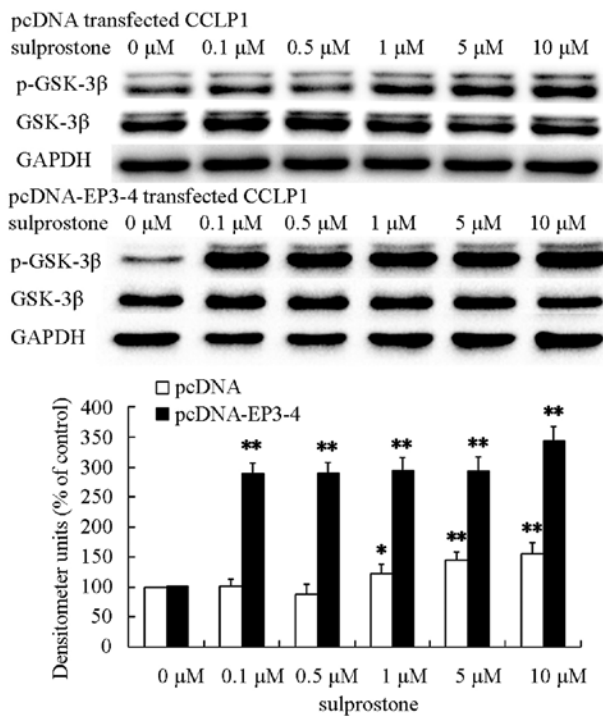 pcDNA transfected CCLP1
sulprostone 0 μM 0.1 μM 0.5 μM 1 μM 5 μM 10 μM
p-GSK-3β
GSK-3β
GAPDH
pcDNA-EP3-4 transfected CCLP1
sulprostone 0 μM 0.1 μM 0.5 μM 1 μM 5 μM 10 μM
p-GSK-3β
GSK-3β
GAPDH
Densitometer units (% of control)
400
350
300
250
200
150
100
50
0
pcDNA
pcDNA-EP3-4
** ** ** ** **
* ** **
0 μM 0.1 μM 0.5 μM 1 μM 5 μM 10 μM
sulprostone